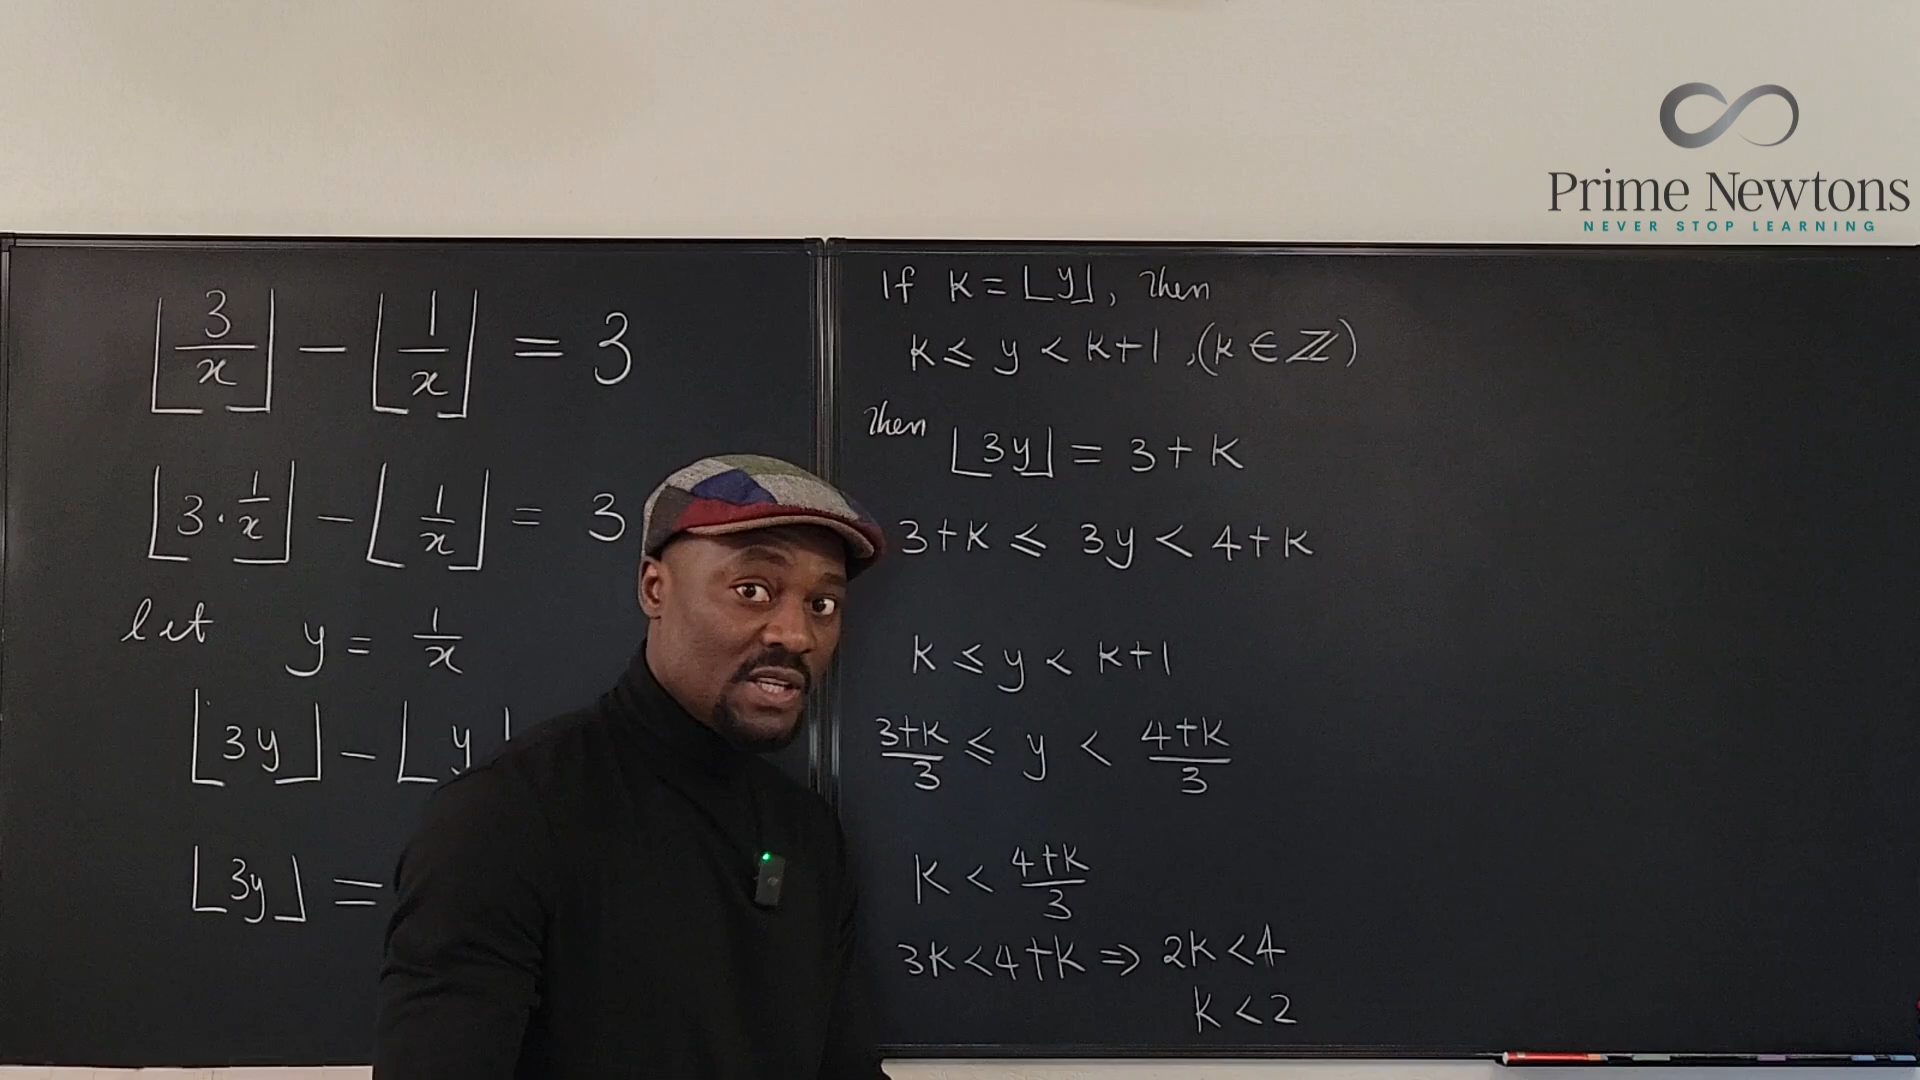 Prime Newtons
NEVER STOP LEARNING
⌊3/x⌋ − ⌊1/x⌋ = 3
⌊3·1/x⌋ − ⌊1/x⌋ = 3
let y = 1/x
⌊3y⌋ − ⌊y
⌊3y⌋ =
If k = ⌊y⌋, then
k ≤ y < k+1, (k ∈ ℤ)
Then ⌊3y⌋ = 3+k
3+k ≤ 3y < 4+k
k ≤ y < k+1
3+k/3 ≤ y < 4+k/3
k < 4+k/3
3k<4+k ⇒ 2k<4
k<2